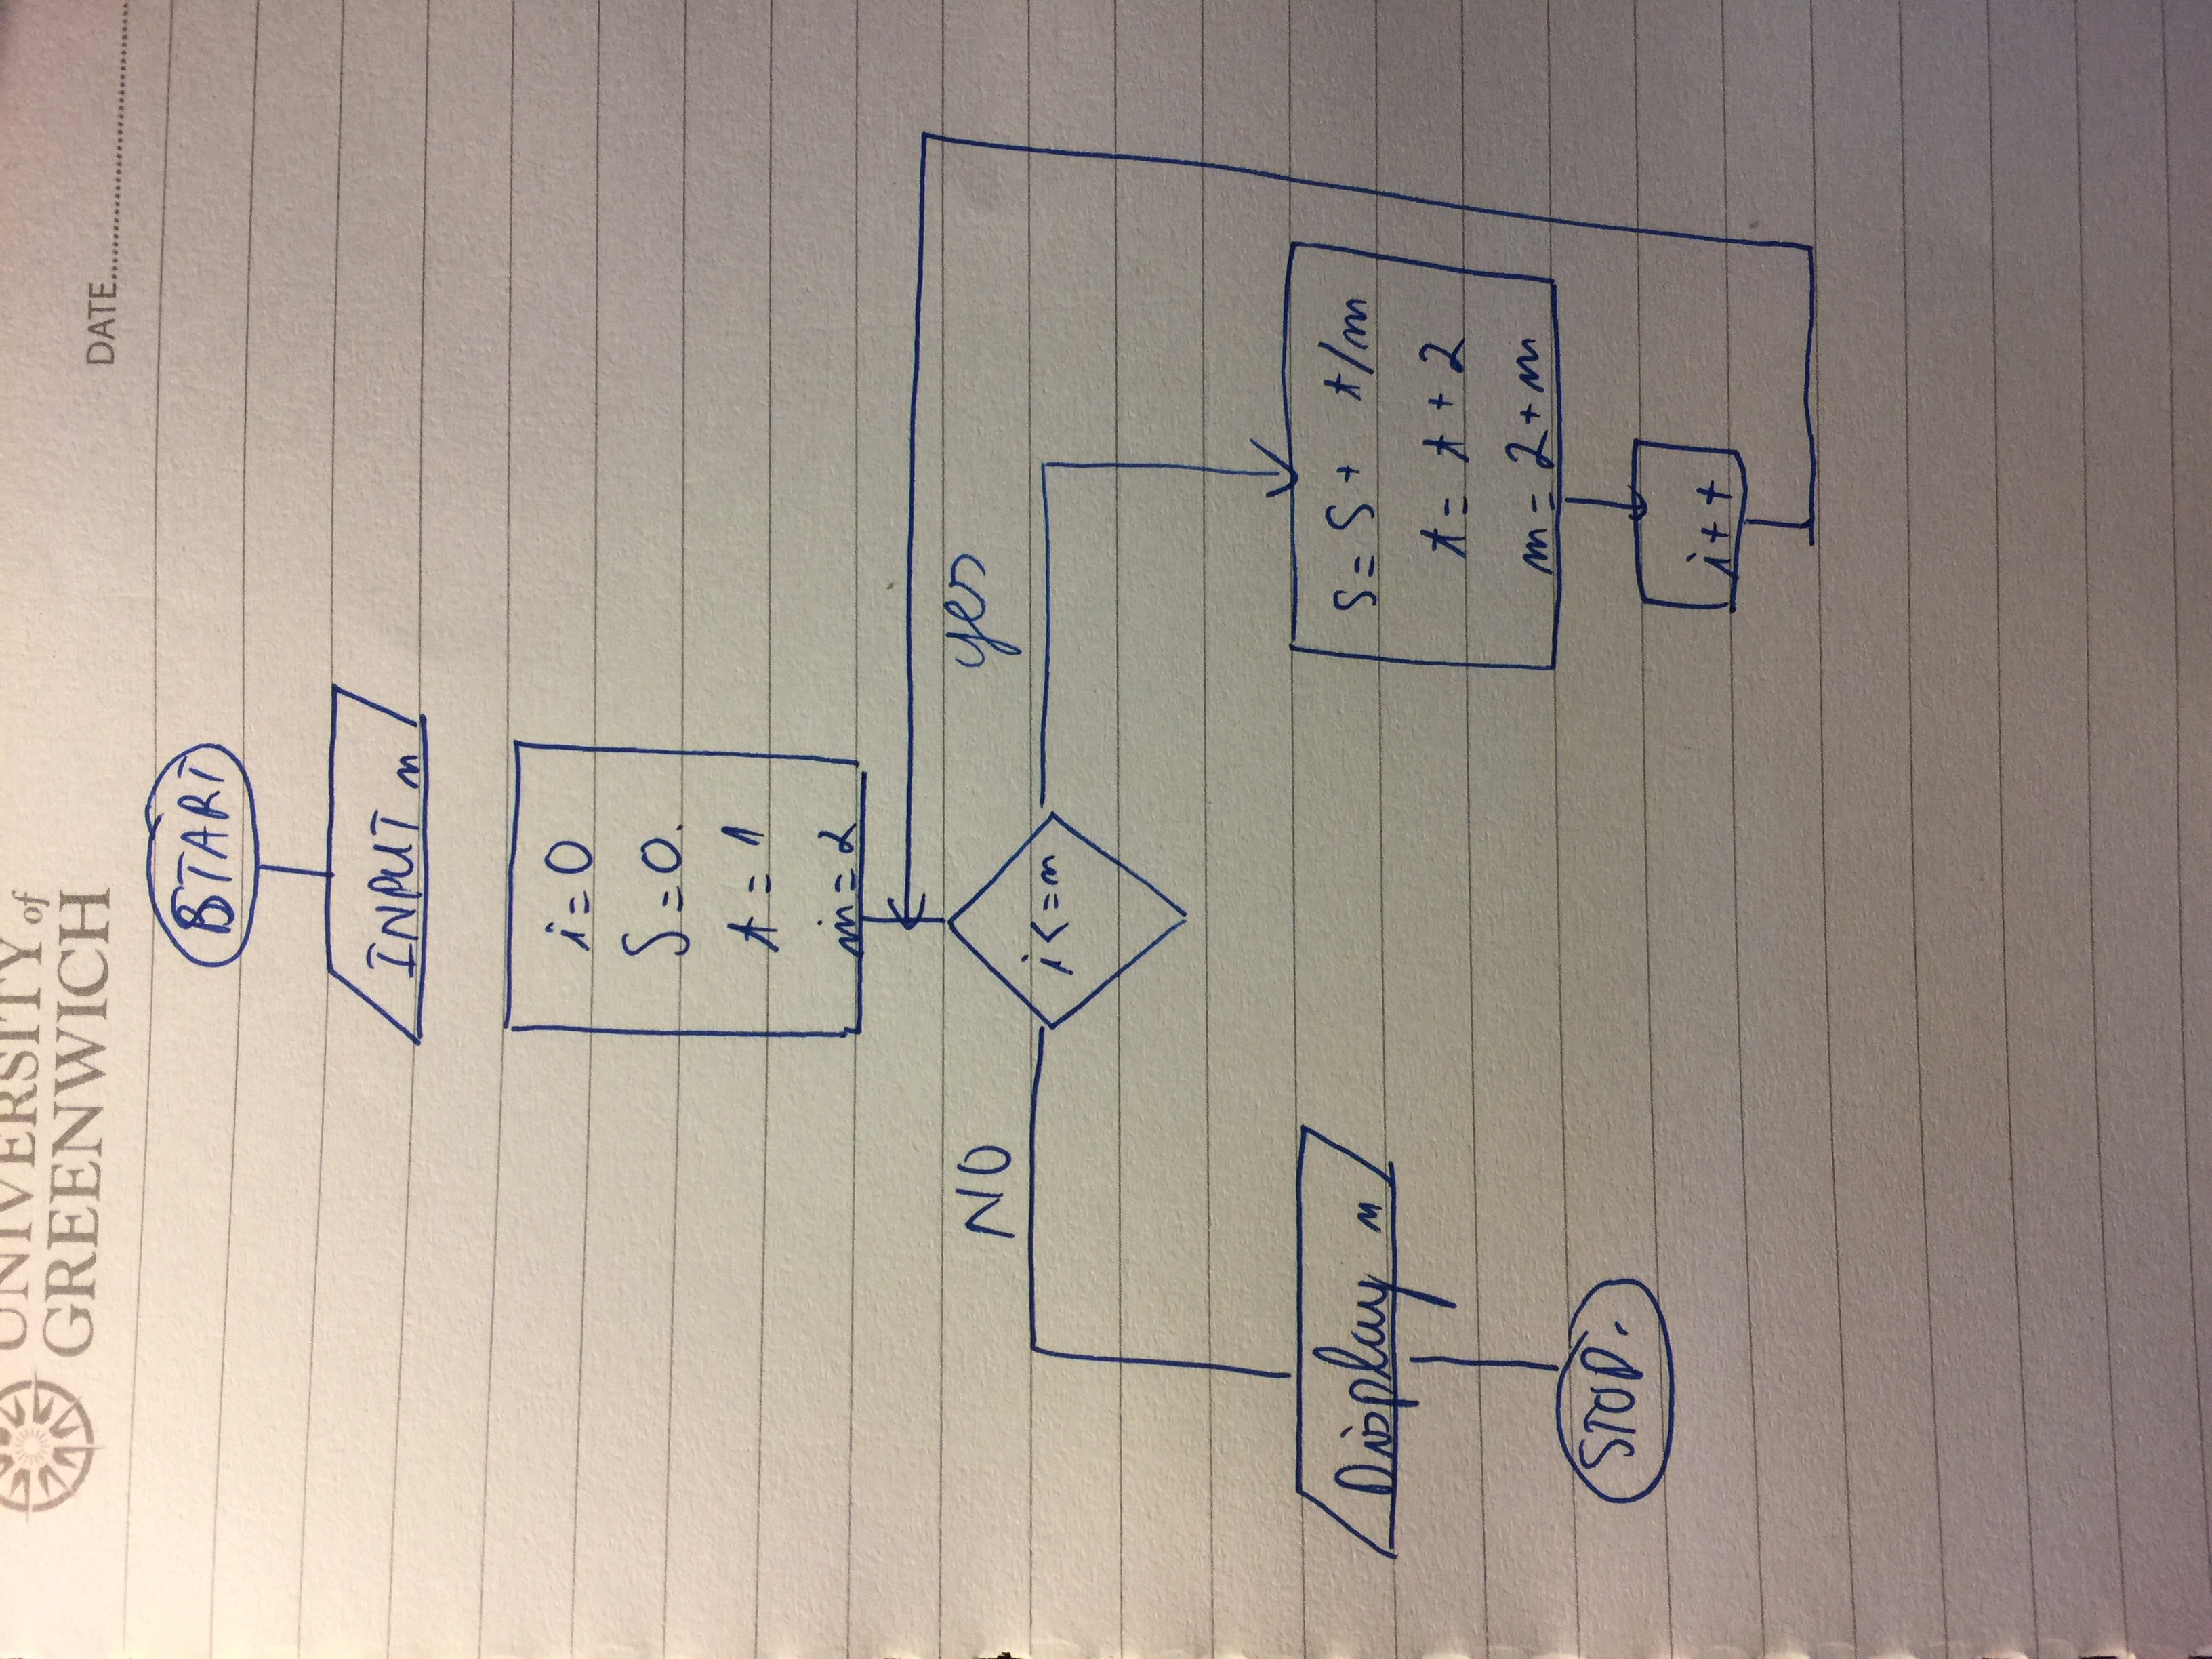 UNIVERSITY of
GREENWICH
DATE
START
INPUT n
i=0
S=0.
t=1
m=2
NO
yes
i<=n
Display n
S=S+ t/m
t=t+2
m=2+m
STOP.
i++